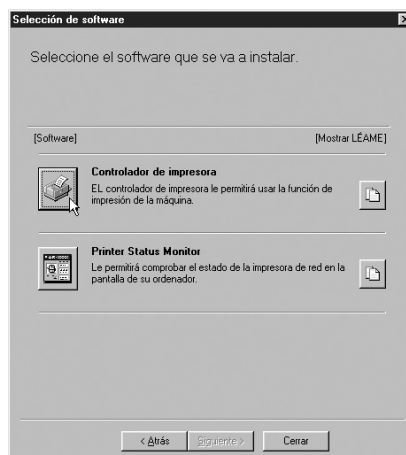 Selección de software
Seleccione el software que se va a instalar.
[Software] [Mostrar LÉAME]
Controlador de impresora
EL controlador de impresora le permitirá usar la función de
impresión de la máquina.
Printer Status Monitor
Le permitirá comprobar el estado de la impresora de red en la
pantalla de su ordenador.
< Atrás Siguiente > Cerrar